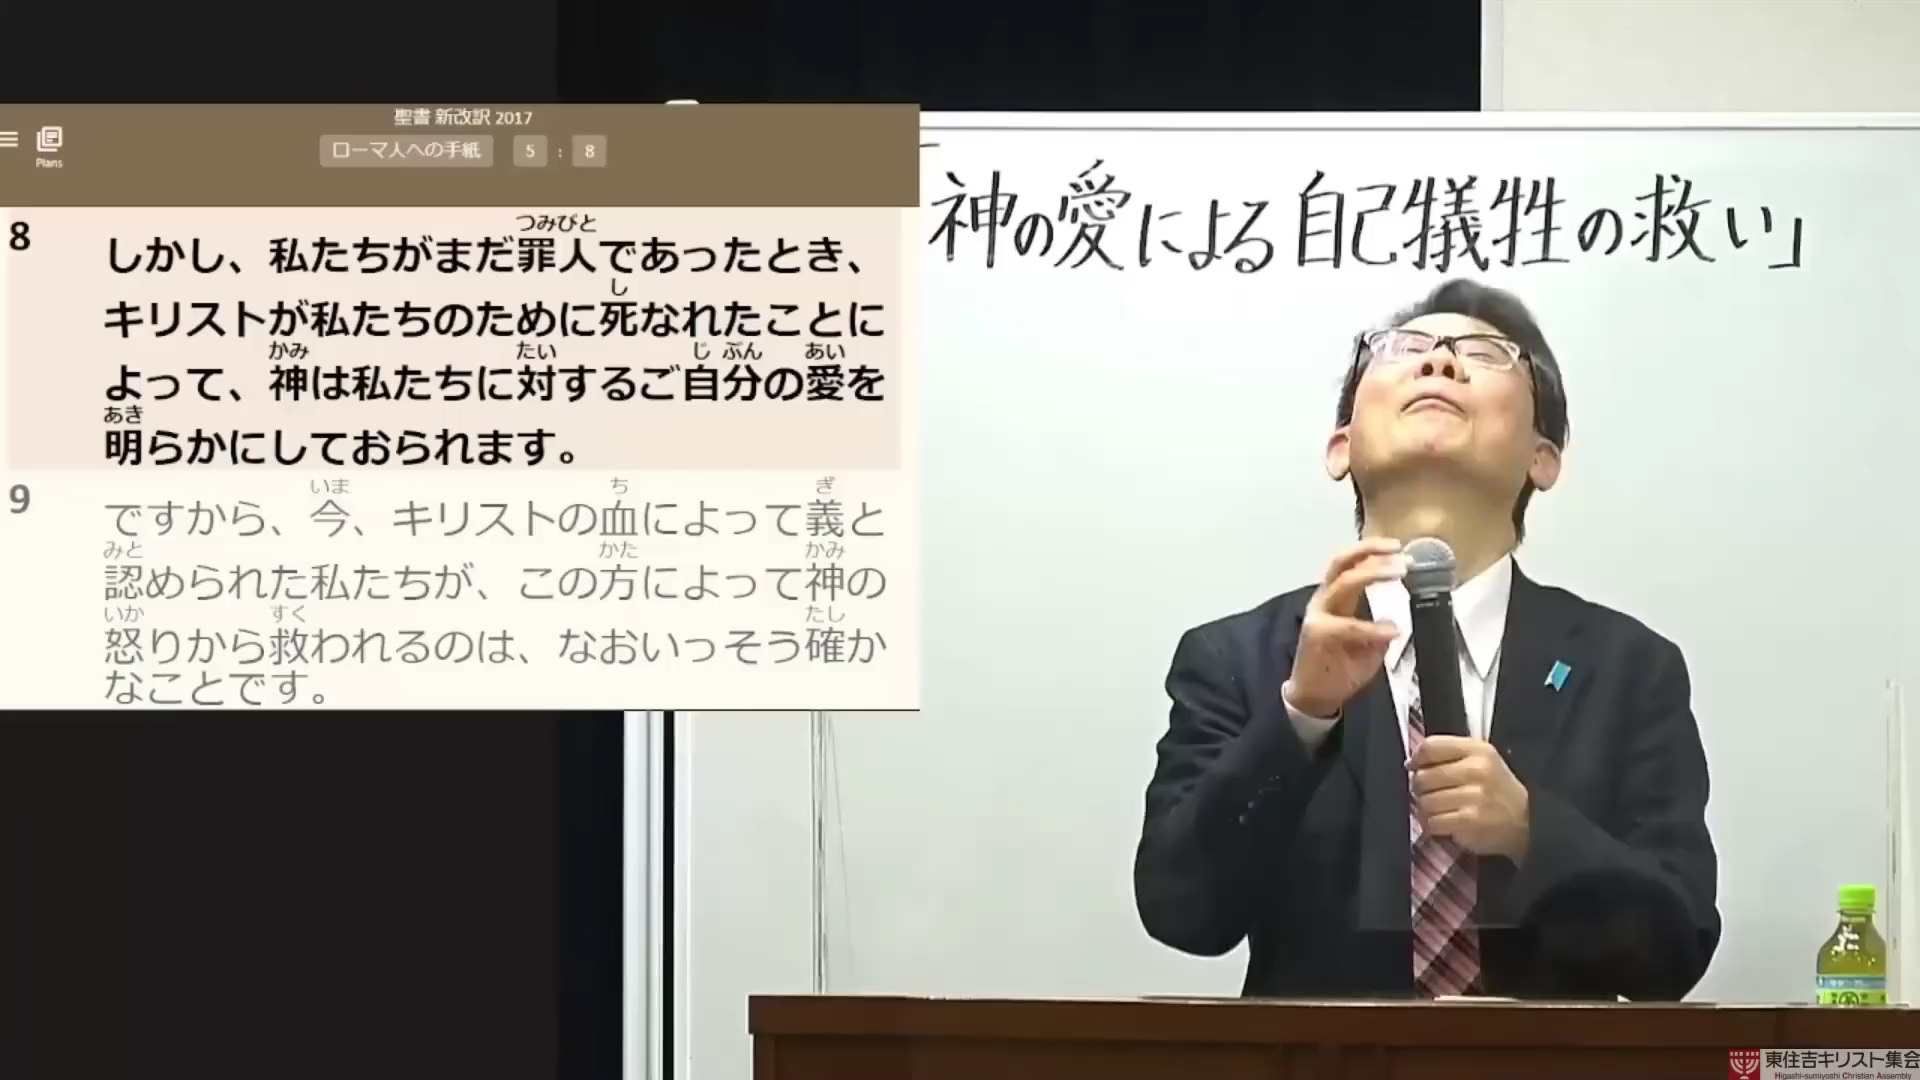 聖書 新改訳 2017
Plans
ローマ人への手紙 5 : 8
8
つみびと
しかし、私たちがまだ罪人であったとき、
し
キリストが私たちのために死なれたことに
かみ たい じ ぶん あい
よって、神は私たちに対するご自分の愛を
あき
明らかにしておられます。
9
いま ち ぎ
ですから、今、キリストの血によって義と
みと かた かみ
認められた私たちが、この方によって神の
いか すく たし
怒りから救われるのは、なおいっそう確か
なことです。
神の愛による自己犠牲の救い」
東住吉キリスト集会
Higashi-sumiyoshi Christian Assembly